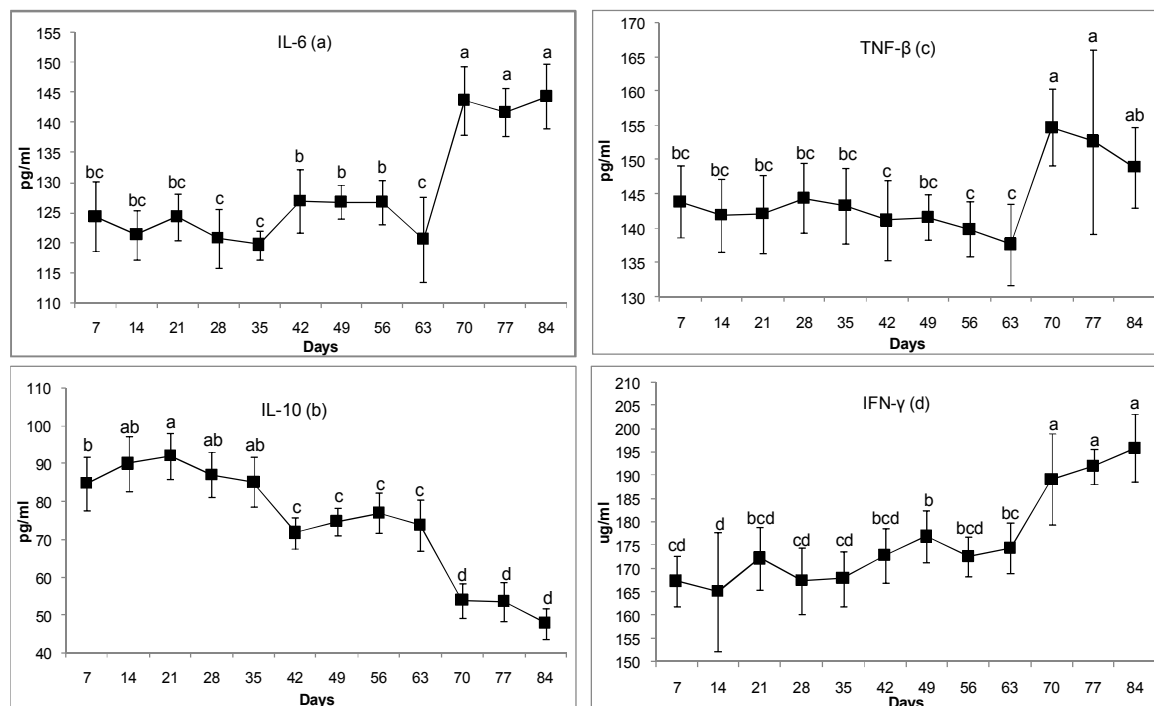 IL-6 (a)
155
150
145
140
135
130
125
120
115
110
pg/ml
bc
bc
bc
c
c
b
b
b
c
a
a
a
7 14 21 28 35 42 49 56 63 70 77 84
Days
TNF-β (c)
170
165
160
155
150
145
140
135
130
pg/ml
bc
bc
bc
bc
bc
c
bc
c
c
a
a
ab
7 14 21 28 35 42 49 56 63 70 77 84
Days
IL-10 (b)
110
100
90
80
70
60
50
40
pg/ml
b
ab
a
ab
ab
c
c
c
c
d
d
d
7 14 21 28 35 42 49 56 63 70 77 84
Days
IFN-γ (d)
210
205
200
195
190
185
180
175
170
165
160
155
150
ug/ml
cd
d
bcd
cd
cd
bcd
b
bcd
bc
a
a
a
7 14 21 28 35 42 49 56 63 70 77 84
Days